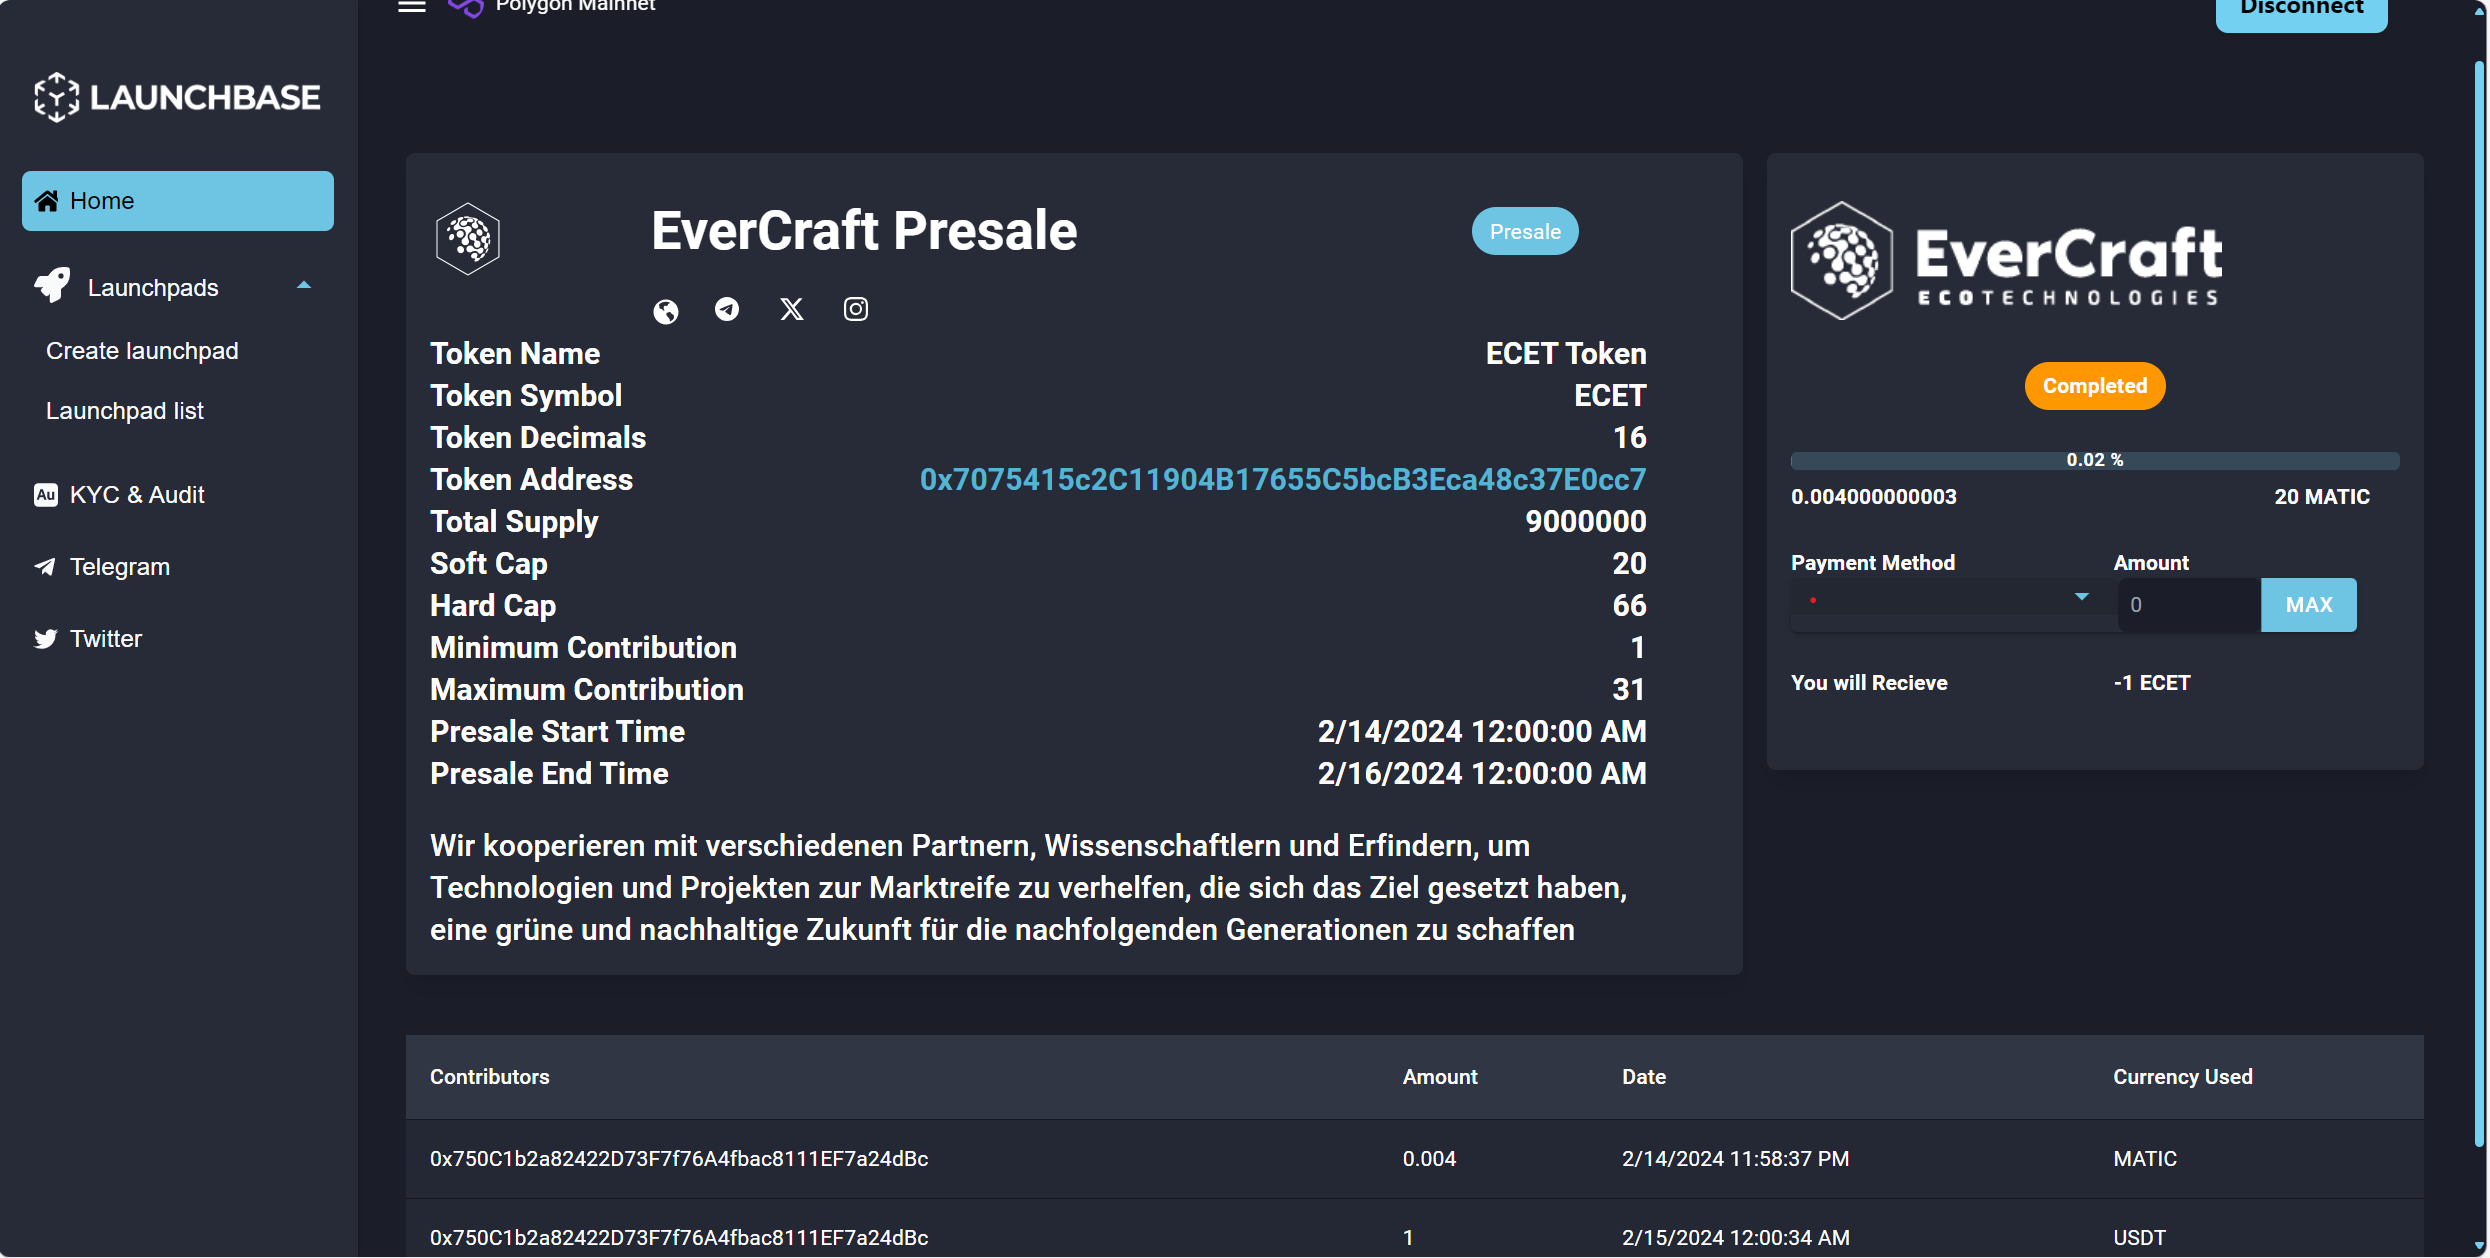 Polygon Mainnet
Disconnect
LAUNCHBASE
Home
Launchpads
Create launchpad
Launchpad list
Au KYC & Audit
Telegram
Twitter
EverCraft Presale
Presale
Token Name ECET Token
Token Symbol ECET
Token Decimals 16
Token Address 0x7075415c2C11904B17655C5bcB3Eca48c37E0cc7
Total Supply 9000000
Soft Cap 20
Hard Cap 66
Minimum Contribution 1
Maximum Contribution 31
Presale Start Time 2/14/2024 12:00:00 AM
Presale End Time 2/16/2024 12:00:00 AM
Wir kooperieren mit verschiedenen Partnern, Wissenschaftlern und Erfindern, um
Technologien und Projekten zur Marktreife zu verhelfen, die sich das Ziel gesetzt haben,
eine grüne und nachhaltige Zukunft für die nachfolgenden Generationen zu schaffen
EverCraft
ECOTECHNOLOGIES
Completed
0.02 %
0.004000000003 20 MATIC
Payment Method Amount
0 MAX
You will Recieve -1 ECET
Contributors Amount Date Currency Used
0x750C1b2a82422D73F7f76A4fbac8111EF7a24dBc 0.004 2/14/2024 11:58:37 PM MATIC
0x750C1b2a82422D73F7f76A4fbac8111EF7a24dBc 1 2/15/2024 12:00:34 AM USDT